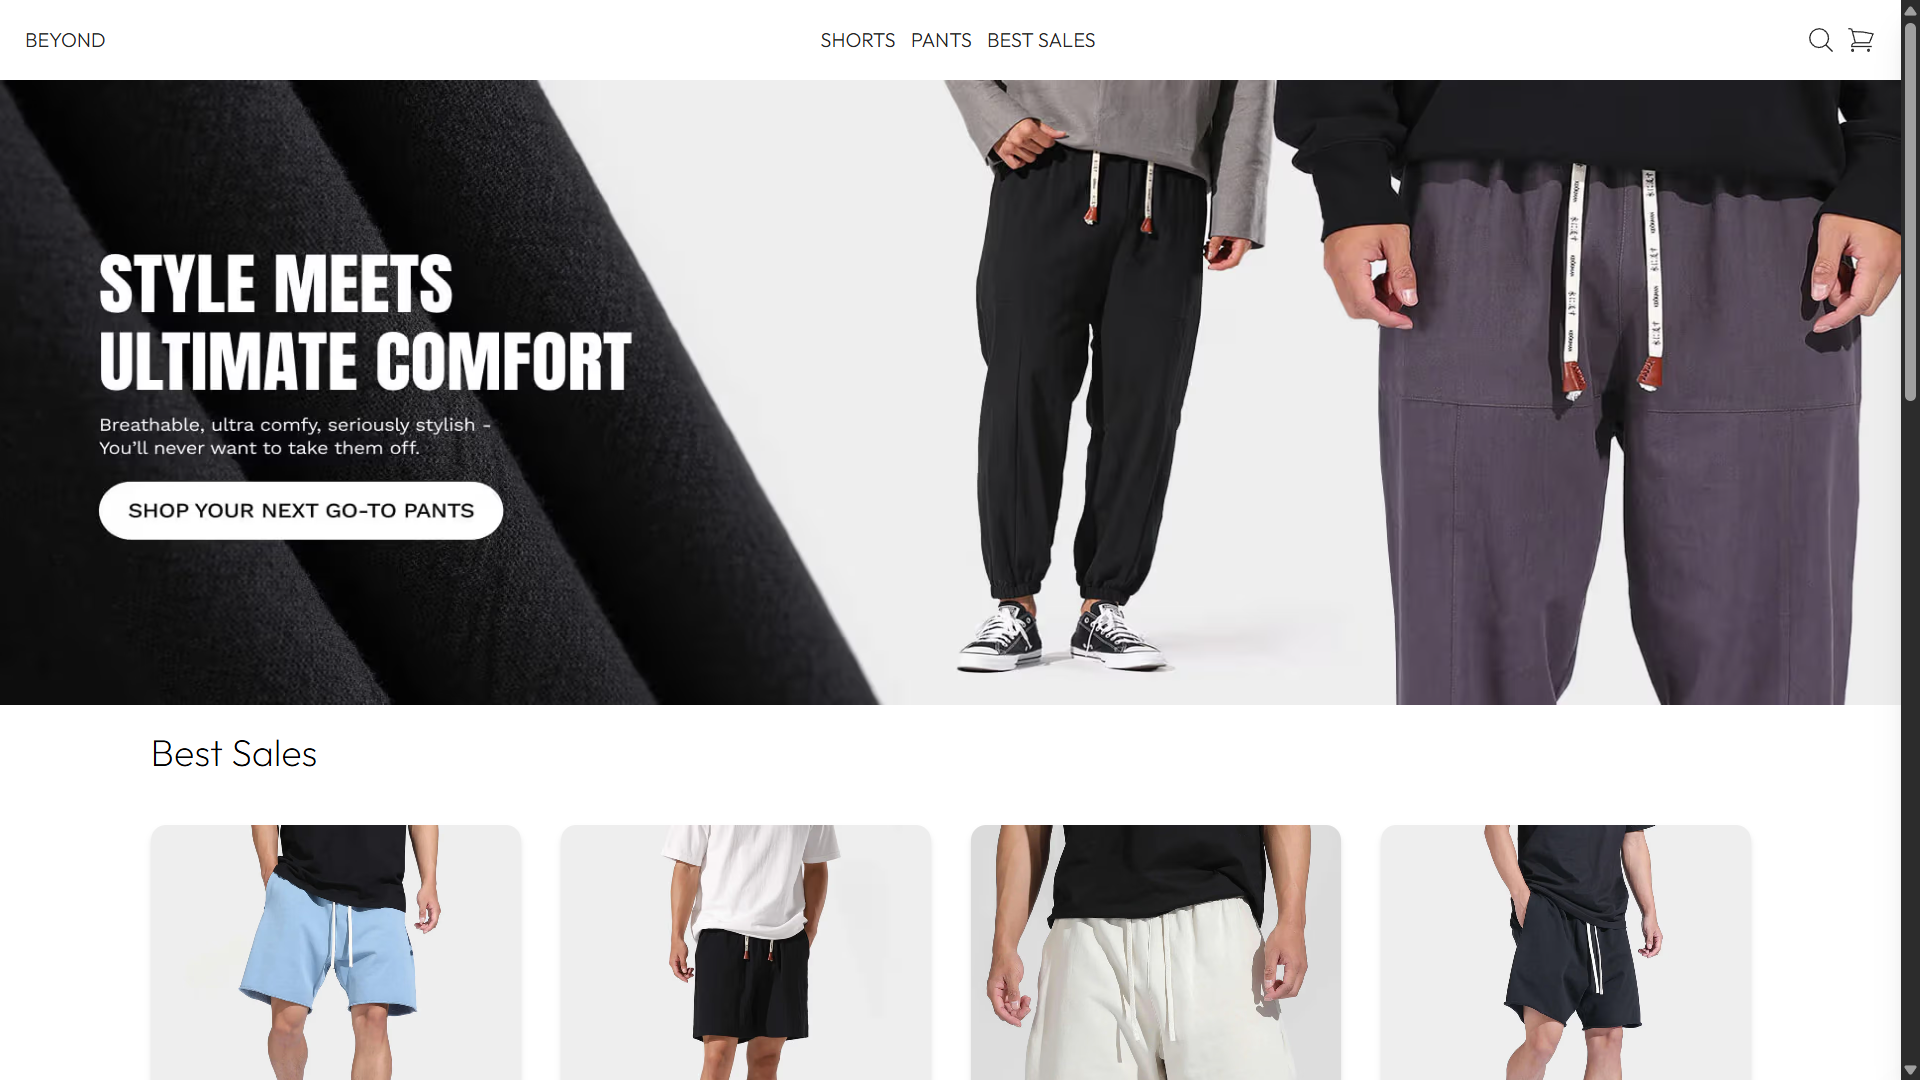 BEYOND
SHORTS PANTS BEST SALES
STYLE MEETS
ULTIMATE COMFORT
Breathable, ultra comfy, seriously stylish -
You’ll never want to take them off.
SHOP YOUR NEXT GO-TO PANTS
Best Sales